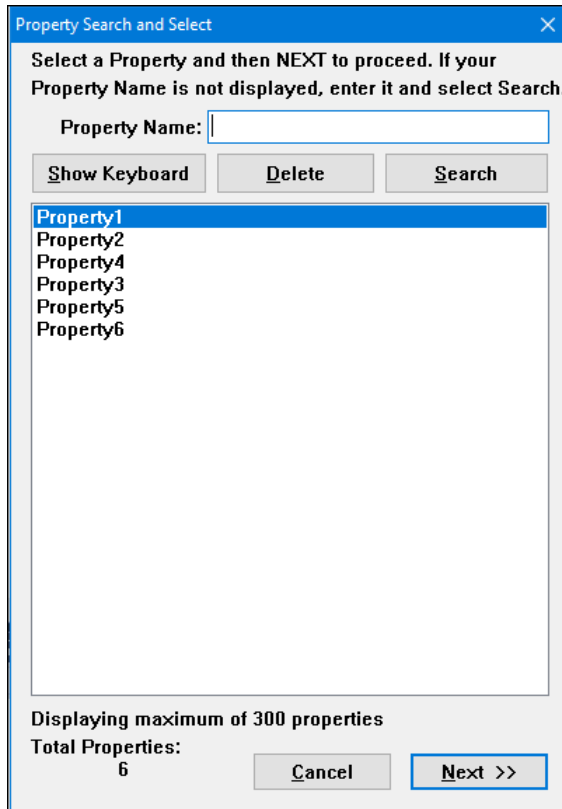 Property Search and Select
Select a Property and then NEXT to proceed. If your
Property Name is not displayed, enter it and select Search
Property Name:
Show Keyboard Delete Search
Property1
Property2
Property4
Property3
Property5
Property6
Displaying maximum of 300 properties
Total Properties:
6
Cancel Next >>